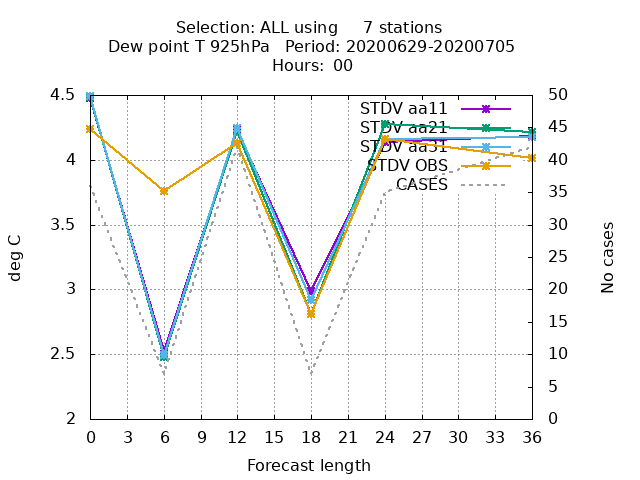 Selection: ALL using     7 stations
Dew point T 925hPa   Period: 20200629-20200705
Hours:  00
4.5
4
3.5
3
2.5
2
deg C
50
45
40
35
30
25
20
15
10
5
0
No cases
STDV aa11
STDV aa21
STDV aa31
STDV OBS
CASES
0 3 6 9 12 15 18 21 24 27 30 33 36
Forecast length